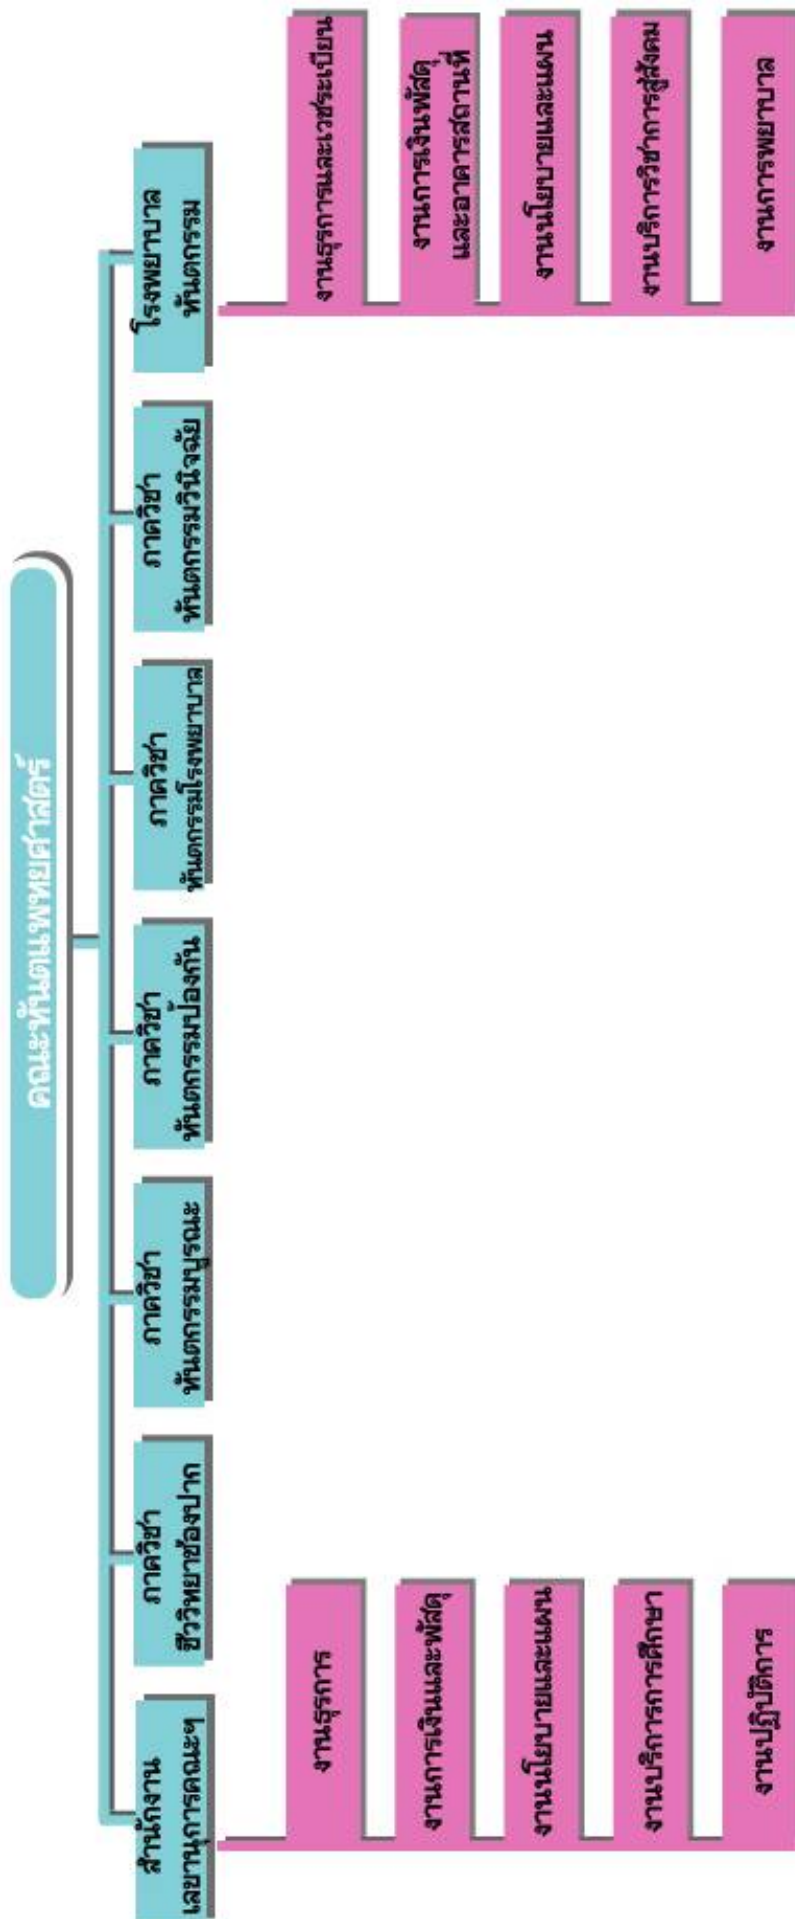 คณะทันตแพทยศาสตร์
สำนักงาน
เลขานุการคณะฯ
ภาควิชา
ชีววิทยาช่องปาก
ภาควิชา
ทันตกรรมบูรณะ
ภาควิชา
ทันตกรรมป้องกัน
ภาควิชา
ทันตกรรมโรงพยาบาล
ภาควิชา
ทันตกรรมวินิจฉัย
โรงพยาบาล
ทันตกรรม
งานธุรการ
งานการเงินและพัสดุ
งานนโยบายและแผน
งานบริการการศึกษา
งานปฏิบัติการ
งานธุรการและเวชระเบียน
งานการเงินพัสดุ
และอาคารสถานที่
งานนโยบายและแผน
งานบริการวิชาการสู่สังคม
งานการพยาบาล